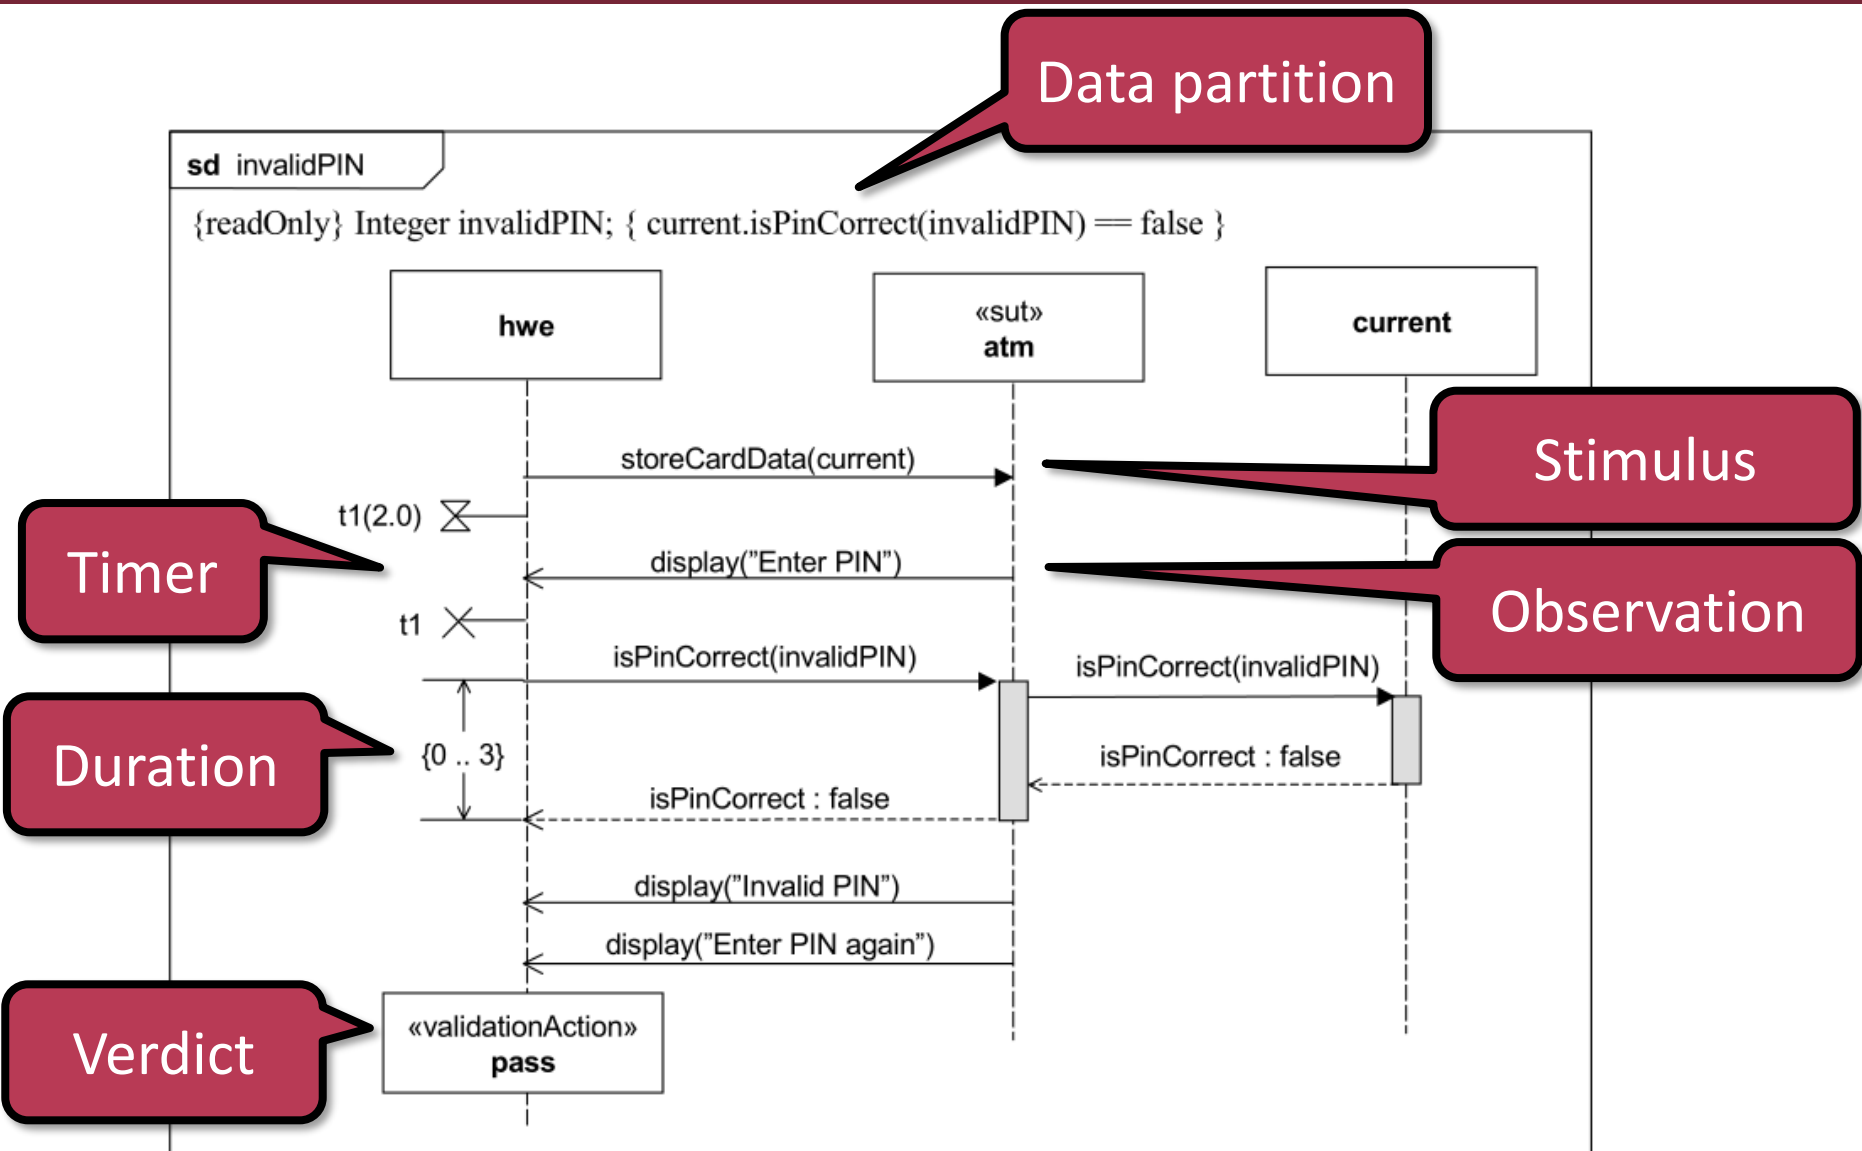 Data partition
sd invalidPIN
{readOnly} Integer invalidPIN; { current.isPinCorrect(invalidPIN) == false }
hwe
«sut»
atm
current
storeCardData(current)
Stimulus
t1(2.0)
Timer
display(”Enter PIN”)
Observation
t1
isPinCorrect(invalidPIN)
isPinCorrect(invalidPIN)
Duration
{0 .. 3}
isPinCorrect : false
isPinCorrect : false
display(”Invalid PIN”)
display(”Enter PIN again”)
Verdict
«validationAction»
pass